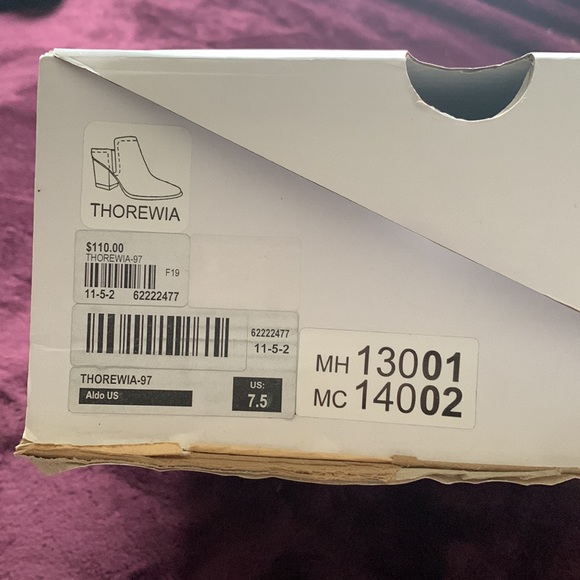 THOREWIA
$110.00
THOREWIA-97
F19
11-5-2 62222477
62222477
11-5-2
THOREWIA-97
Aldo US
US:
7.5
MH 13001
MC 14002